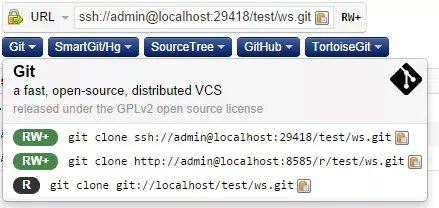 URL ssh://admin@localhost:29418/test/ws.git RW+
Git SmartGit/Hg SourceTree GitHub TortoiseGit
Git
a fast, open-source, distributed VCS
released under the GPLv2 open source license
RW+ git clone ssh://admin@localhost:29418/test/ws.git
RW+ git clone http://admin@localhost:8585/r/test/ws.git
R git clone git://localhost/test/ws.git